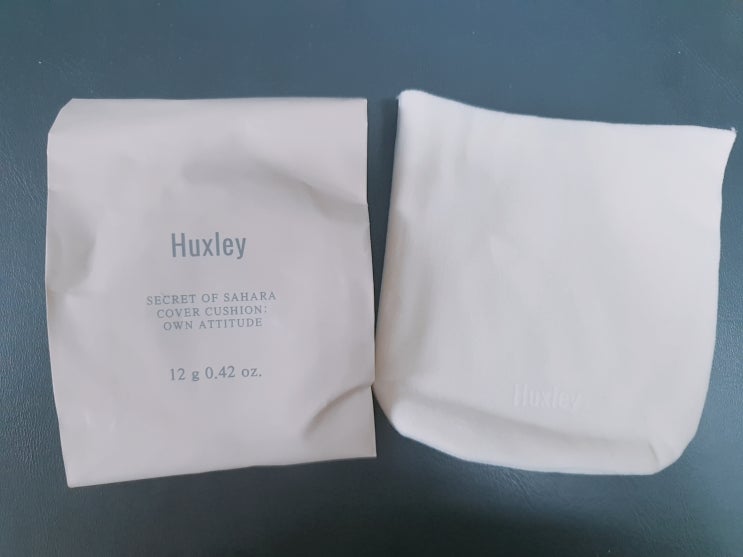 Huxley
SECRET OF SAHARA
COVER CUSHION:
OWN ATTITUDE
12 g 0.42 oz.
Huxley